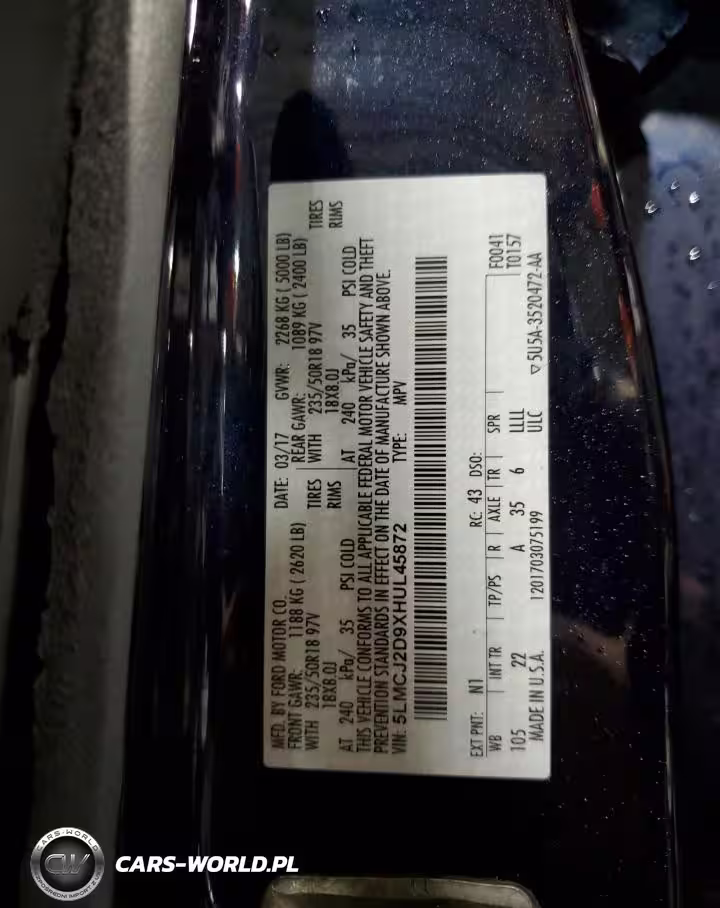 MFD. BY FORD MOTOR CO. DATE: 03/17 GVWR: 2268 KG ( 5000 LB)
FRONT GAWR: 1188 KG ( 2620 LB) REAR GAWR: 1089 KG ( 2400 LB)
WITH 235/50R18 97V TIRES WITH 235/50R18 97V TIRES
18X8.0J RIMS 18X8.0J RIMS
AT 240 kPa/ 35 PSI COLD AT 240 kPa/ 35 PSI COLD
THIS VEHICLE CONFORMS TO ALL APPLICABLE FEDERAL MOTOR VEHICLE SAFETY AND THEFT
PREVENTION STANDARDS IN EFFECT ON THE DATE OF MANUFACTURE SHOWN ABOVE.
VIN: 5LMCJ2D9XHUL45872 TYPE: MPV
EXT PNT: N1 RC: 43 DSO: F0041
WB INT TR TP/PS R AXLE TR SPR T0157
105 22 A 35 6 LLLL
MADE IN U.S.A. 1201703075199 ULC ▽5U5A-3520472-AA
CARS-WORLD
CW
CARS-WORLD.PL